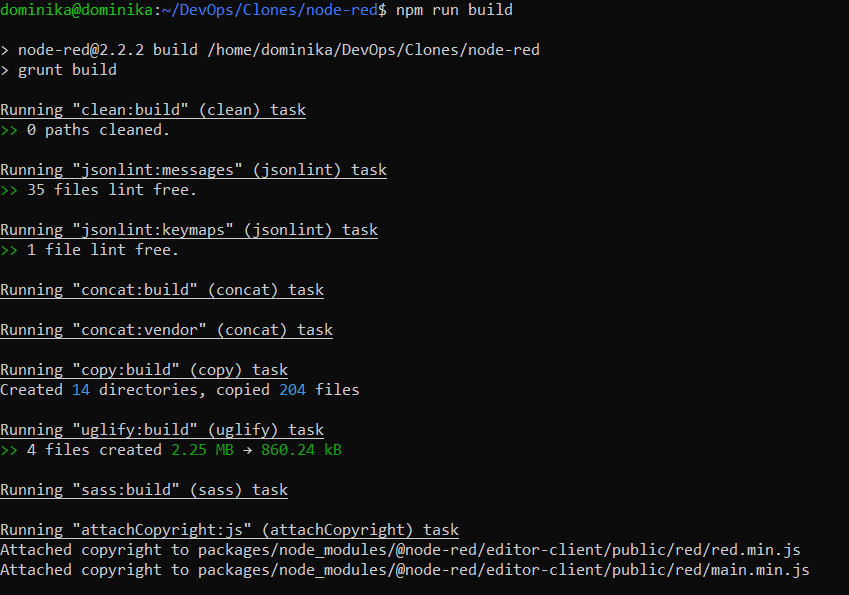 dominika@dominika:~/DevOps/Clones/node-red$ npm run build
> node-red@2.2.2 build /home/dominika/DevOps/Clones/node-red
> grunt build
Running "clean:build" (clean) task
>> 0 paths cleaned.
Running "jsonlint:messages" (jsonlint) task
>> 35 files lint free.
Running "jsonlint:keymaps" (jsonlint) task
>> 1 file lint free.
Running "concat:build" (concat) task
Running "concat:vendor" (concat) task
Running "copy:build" (copy) task
Created 14 directories, copied 204 files
Running "uglify:build" (uglify) task
>> 4 files created 2.25 MB → 860.24 kB
Running "sass:build" (sass) task
Running "attachCopyright:js" (attachCopyright) task
Attached copyright to packages/node_modules/@node-red/editor-client/public/red/red.min.js
Attached copyright to packages/node_modules/@node-red/editor-client/public/red/main.min.js